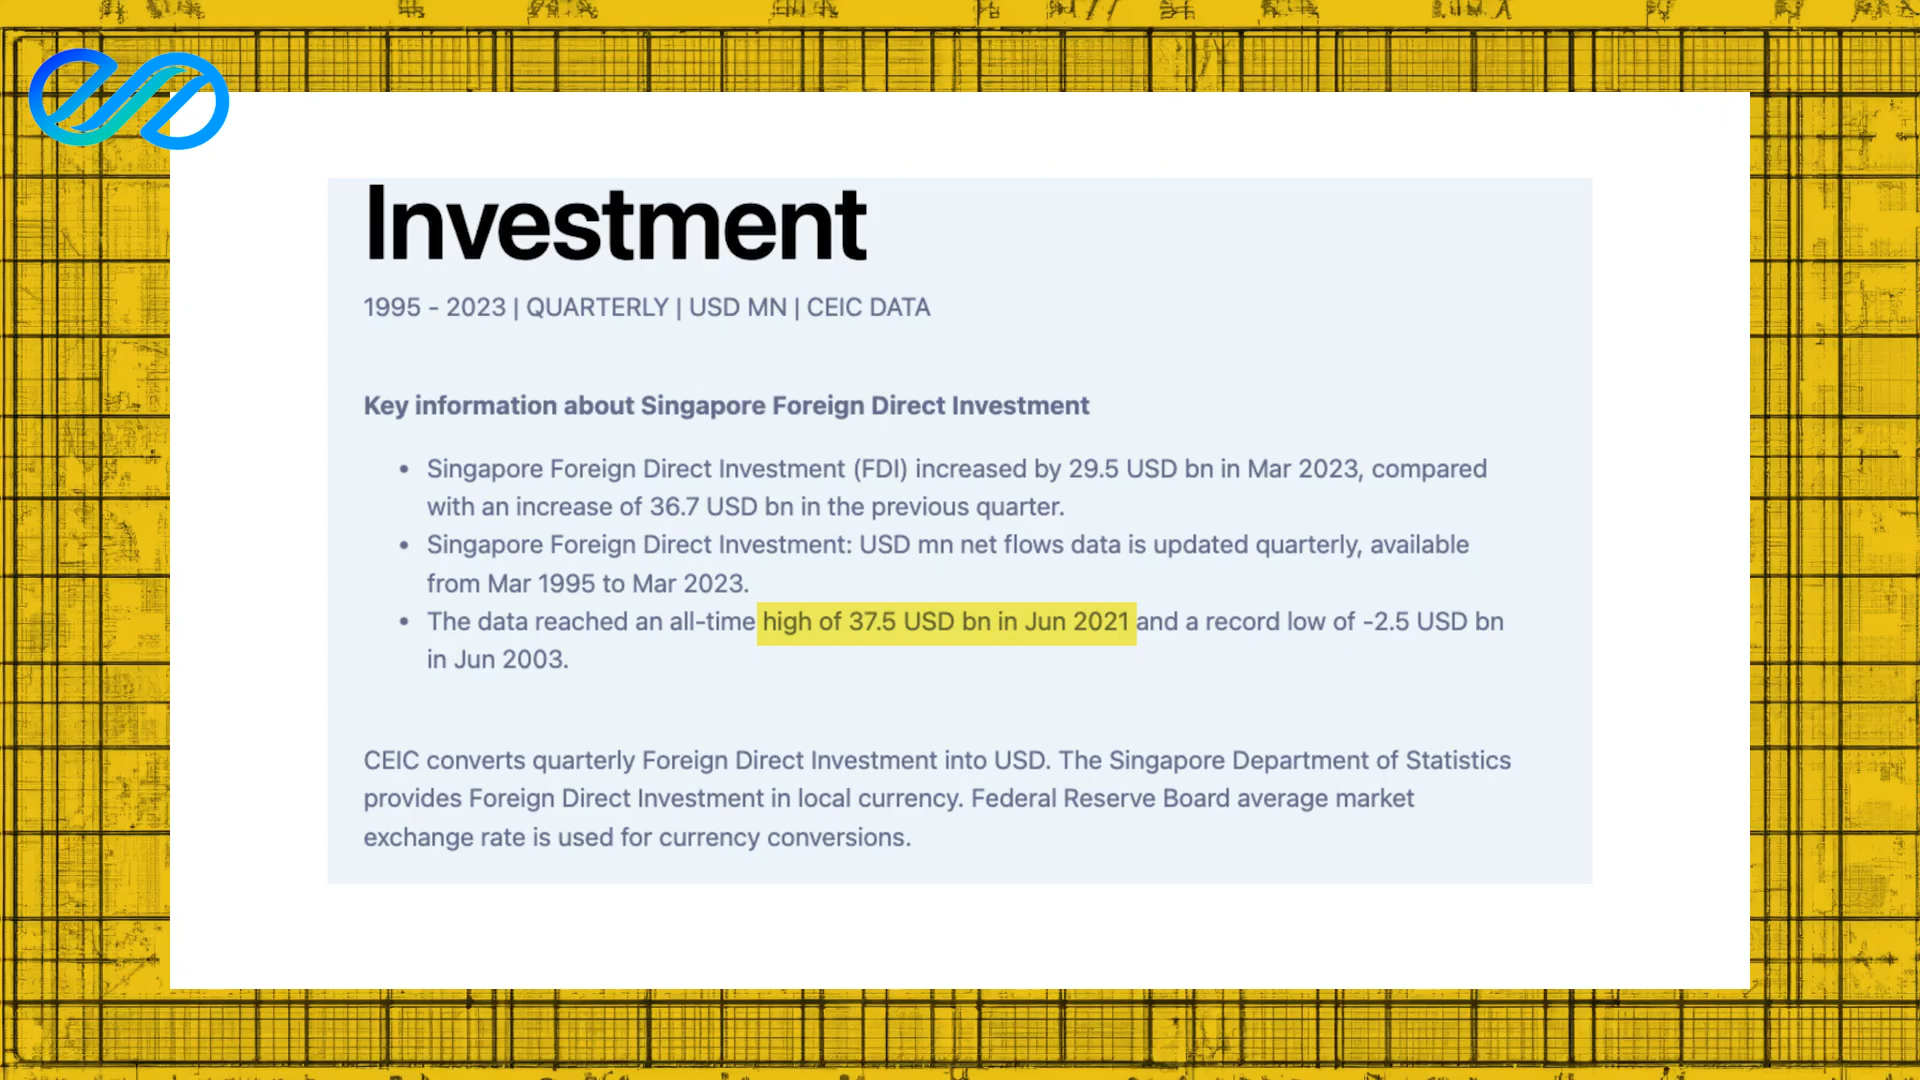 Investment
1995 - 2023 | QUARTERLY | USD MN | CEIC DATA
Key information about Singapore Foreign Direct Investment
• Singapore Foreign Direct Investment (FDI) increased by 29.5 USD bn in Mar 2023, compared
with an increase of 36.7 USD bn in the previous quarter.
• Singapore Foreign Direct Investment: USD mn net flows data is updated quarterly, available
from Mar 1995 to Mar 2023.
• The data reached an all-time high of 37.5 USD bn in Jun 2021 and a record low of -2.5 USD bn
in Jun 2003.
CEIC converts quarterly Foreign Direct Investment into USD. The Singapore Department of Statistics
provides Foreign Direct Investment in local currency. Federal Reserve Board average market
exchange rate is used for currency conversions.